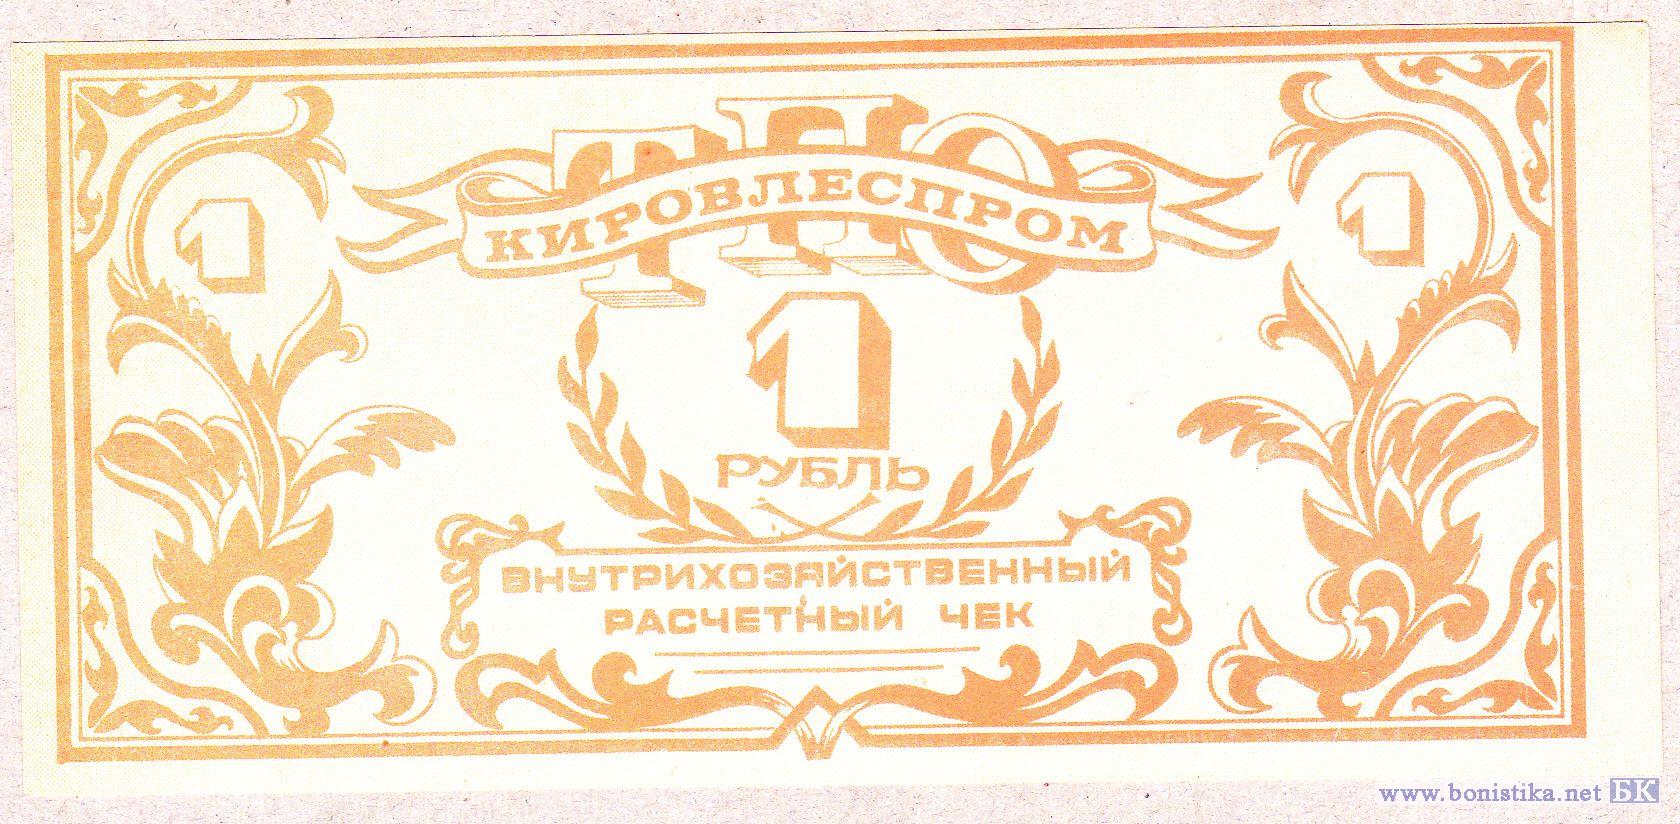 ТПО
КИРОВЛЕСПРОМ
1
1
1
РУБЛЬ
ВНУТРИХОЗЯЙСТВЕННЫЙ
РАСЧЕТНЫЙ ЧЕК
www.bonistika.net БК